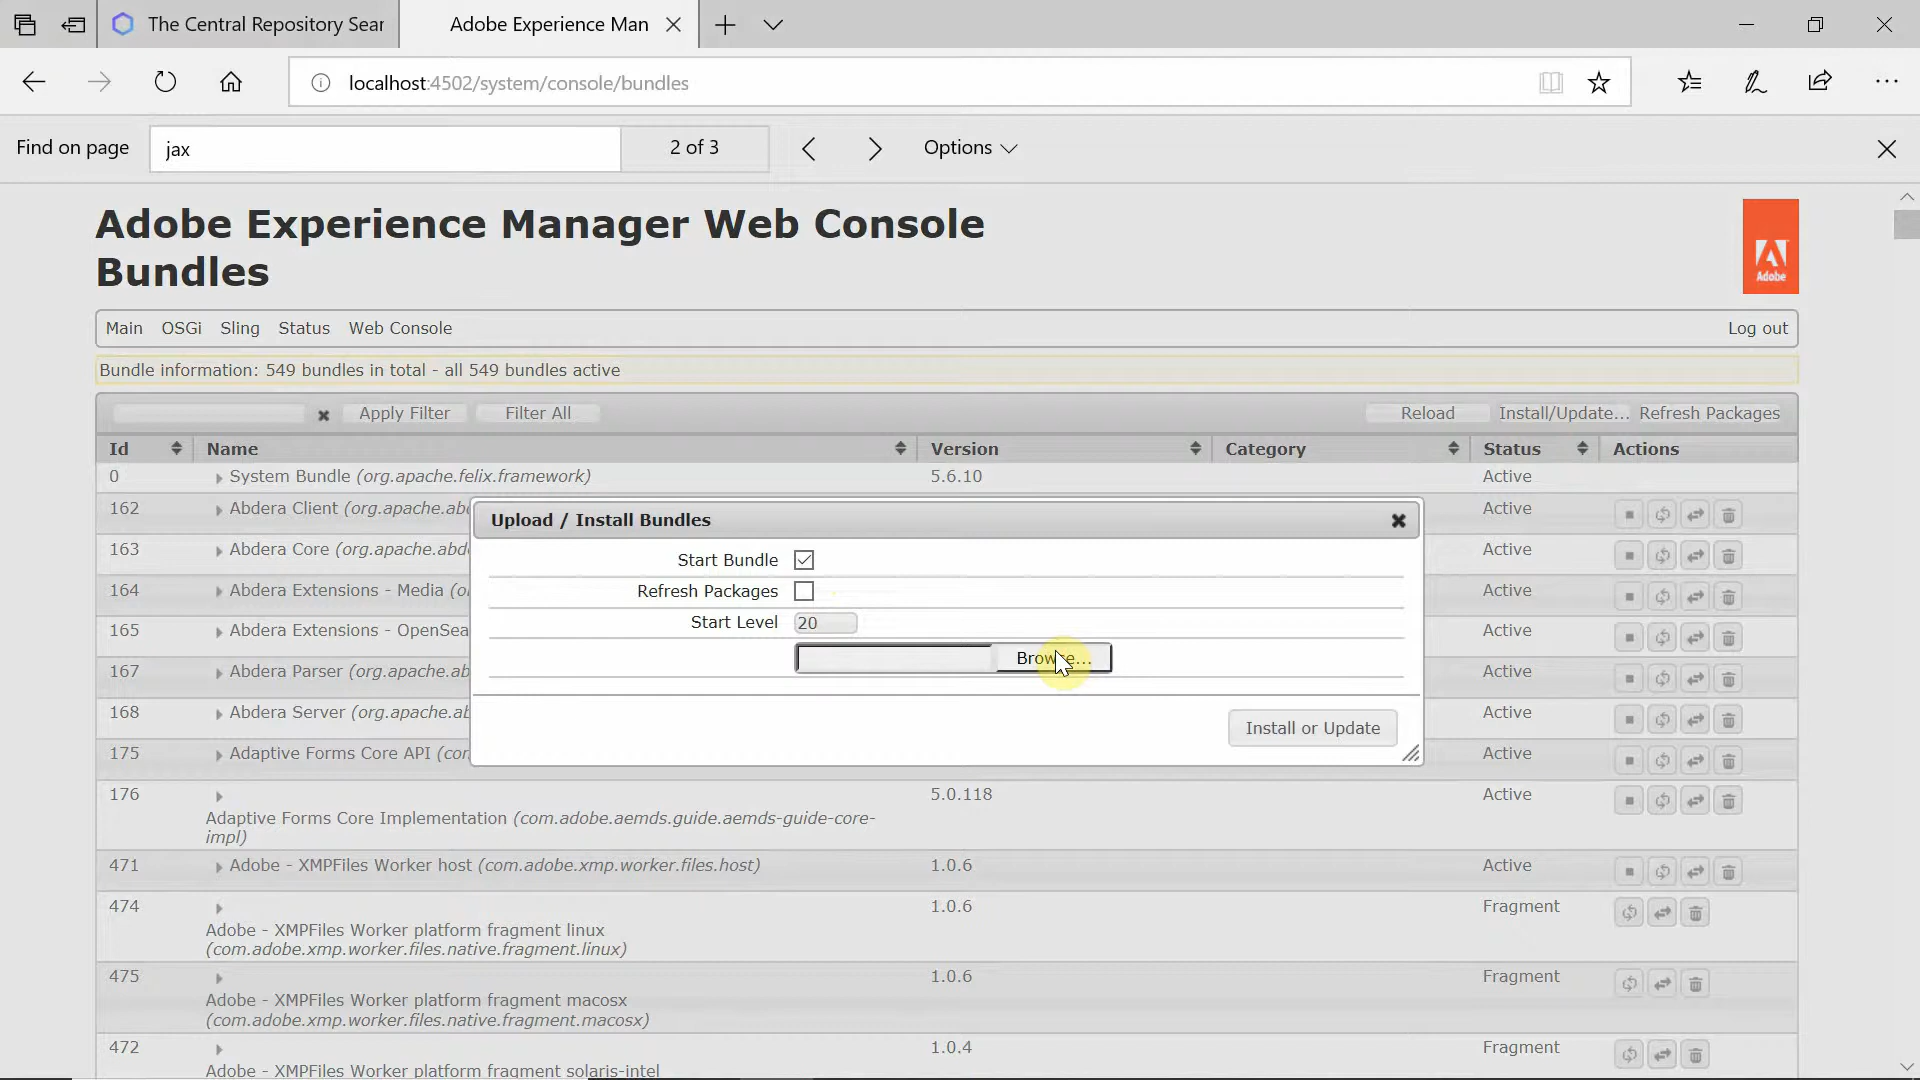 The Central Repository Sear
Adobe Experience Man
localhost:4502/system/console/bundles
Find on page
jax
2 of 3
Options
Adobe Experience Manager Web Console
Bundles
Adobe
Main OSGi Sling Status Web Console
Log out
Bundle information: 549 bundles in total - all 549 bundles active
Apply Filter
Filter All
Reload
Install/Update...
Refresh Packages
Id Name Version Category Status Actions
0 System Bundle (org.apache.felix.framework) 5.6.10 Active
162 Abdera Client (org.apache.abd Active
163 Abdera Core (org.apache.abd Active
164 Abdera Extensions - Media (o Active
165 Abdera Extensions - OpenSea Active
167 Abdera Parser (org.apache.ab Active
168 Abdera Server (org.apache.ab Active
175 Adaptive Forms Core API (co Active
Upload / Install Bundles
Start Bundle
Refresh Packages
Start Level 20
Browse...
Install or Update
176 5.0.118 Active
Adaptive Forms Core Implementation (com.adobe.aemds.guide.aemds-guide-core-
impl)
471 Adobe - XMPFiles Worker host (com.adobe.xmp.worker.files.host) 1.0.6 Active
474 1.0.6 Fragment
Adobe - XMPFiles Worker platform fragment linux
(com.adobe.xmp.worker.files.native.fragment.linux)
475 1.0.6 Fragment
Adobe - XMPFiles Worker platform fragment macosx
(com.adobe.xmp.worker.files.native.fragment.macosx)
472 1.0.4 Fragment
Adobe - XMPFiles Worker platform fragment solaris-intel